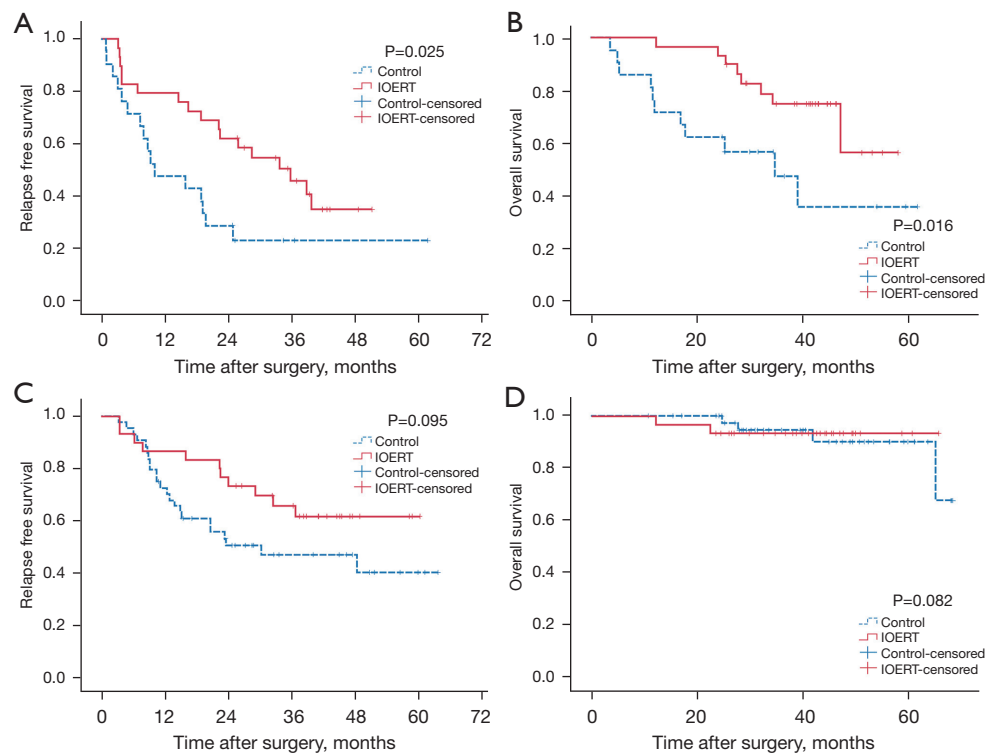 A
P=0.025
Control
IOERT
Control-censored
IOERT-censored
Relapse free survival
1.0
0.8
0.6
0.4
0.2
0.0
0 12 24 36 48 60 72
Time after surgery, months
B
P=0.016
Control
IOERT
Control-censored
IOERT-censored
Overall survival
1.0
0.8
0.6
0.4
0.2
0.0
0 20 40 60
Time after surgery, months
C
P=0.095
Control
IOERT
Control-censored
IOERT-censored
Relapse free survival
1.0
0.8
0.6
0.4
0.2
0.0
0 12 24 36 48 60 72
Time after surgery, months
D
P=0.082
Control
IOERT
Control-censored
IOERT-censored
Overall survival
1.0
0.8
0.6
0.4
0.2
0.0
0 20 40 60
Time after surgery, months